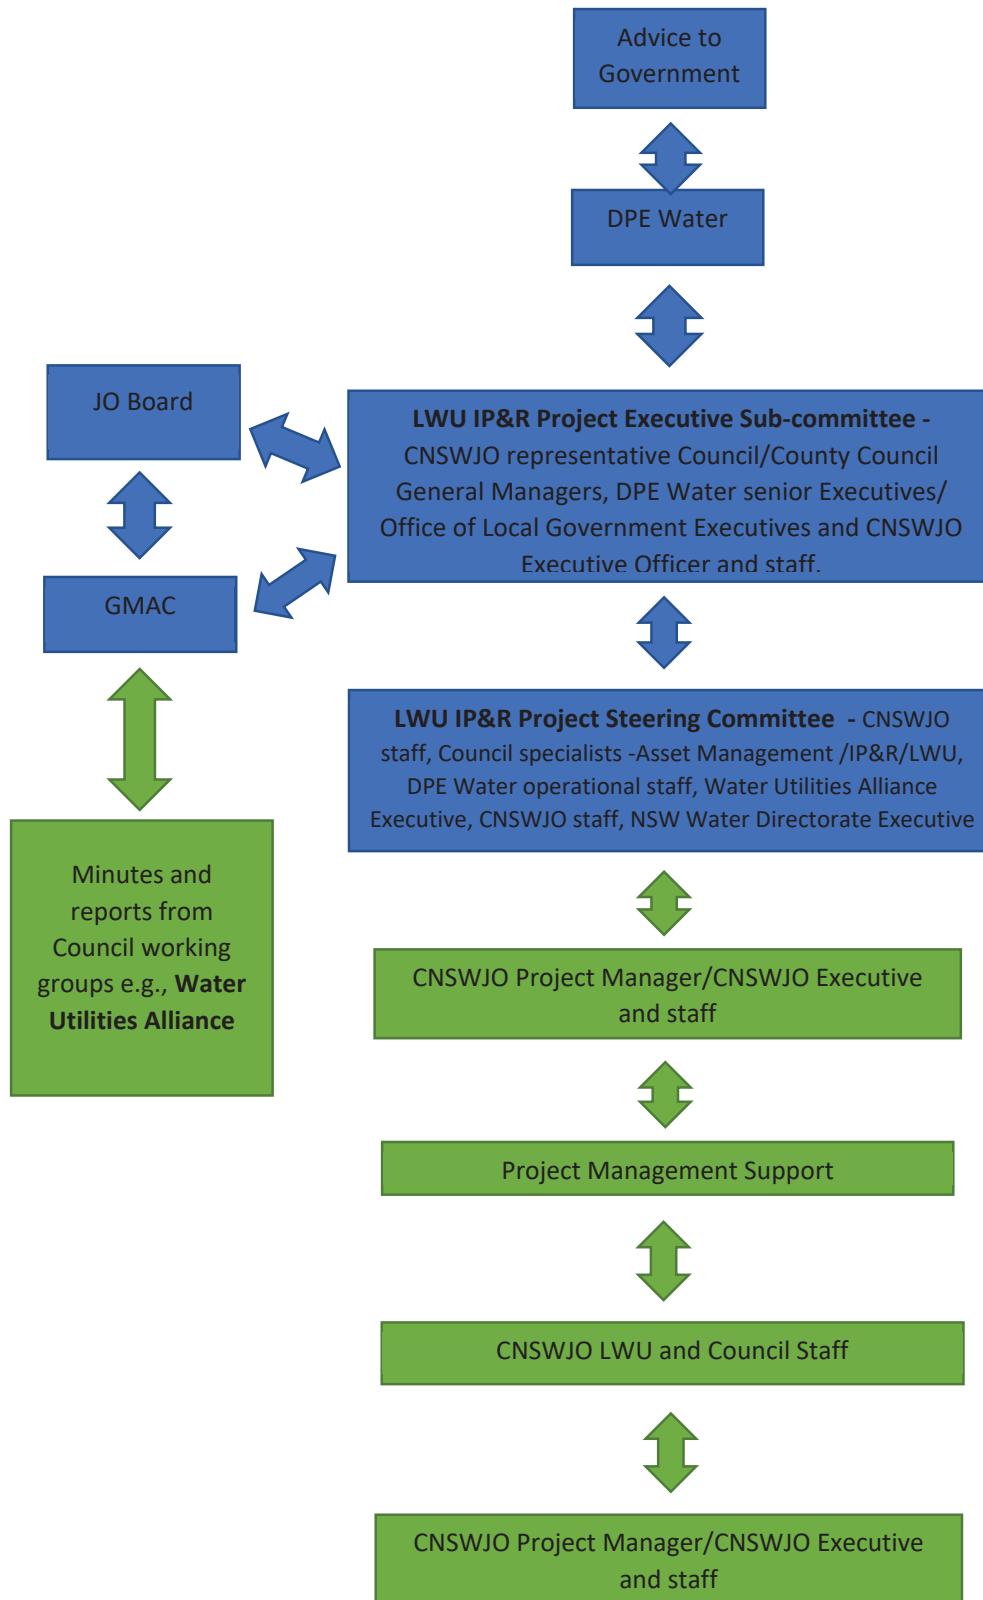 Advice to
Government
DPE Water
JO Board
LWU IP&R Project Executive Sub-committee -
CNSWJO representative Council/County Council
General Managers, DPE Water senior Executives/
Office of Local Government Executives and CNSWJO
Executive Officer and staff.
GMAC
LWU IP&R Project Steering Committee - CNSWJO
staff, Council specialists -Asset Management /IP&R/LWU,
DPE Water operational staff, Water Utilities Alliance
Executive, CNSWJO staff, NSW Water Directorate Executive
Minutes and
reports from
Council working
groups e.g., Water
Utilities Alliance
CNSWJO Project Manager/CNSWJO Executive
and staff
Project Management Support
CNSWJO LWU and Council Staff
CNSWJO Project Manager/CNSWJO Executive
and staff